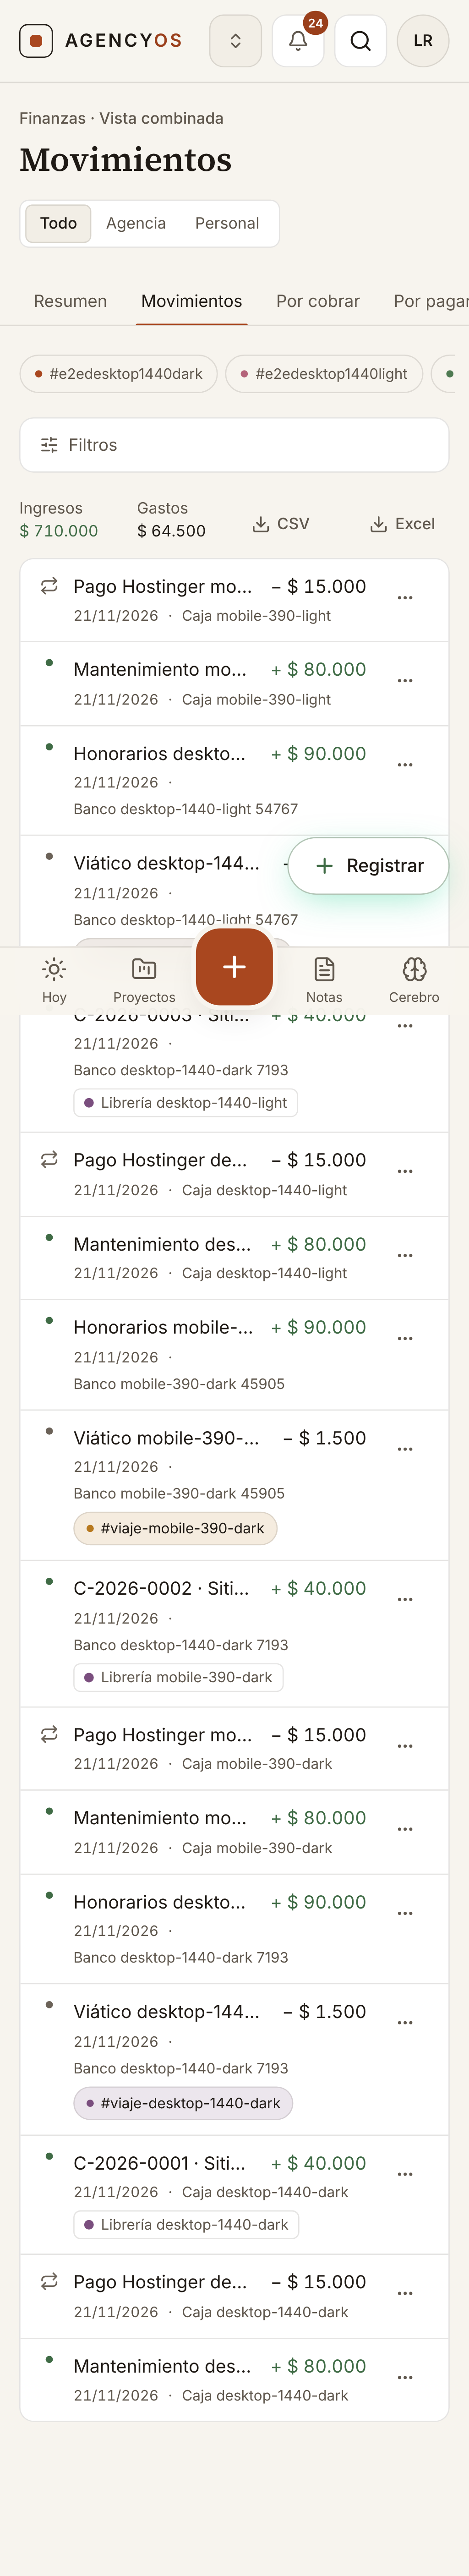 AGENCYOS
24
LR
Finanzas · Vista combinada
Movimientos
Todo Agencia Personal
Resumen Movimientos Por cobrar Por pagar
#e2edesktop1440dark #e2edesktop1440light
Filtros
Ingresos Gastos
$ 710.000 $ 64.500 CSV Excel
Pago Hostinger mo... − $ 15.000
21/11/2026 · Caja mobile-390-light
Mantenimiento mo... + $ 80.000
21/11/2026 · Caja mobile-390-light
Honorarios deskto... + $ 90.000
21/11/2026 ·
Banco desktop-1440-light 54767
Viático desktop-144... -
Registrar
21/11/2026 ·
Banco desktop-1440-light 54767
Hoy Proyectos Notas Cerebro
C-2026-0003 · Siti... + $ 40.000
21/11/2026 ·
Banco desktop-1440-dark 7193
Librería desktop-1440-light
Pago Hostinger de... − $ 15.000
21/11/2026 · Caja desktop-1440-light
Mantenimiento des... + $ 80.000
21/11/2026 · Caja desktop-1440-light
Honorarios mobile-... + $ 90.000
21/11/2026 ·
Banco mobile-390-dark 45905
Viático mobile-390-... − $ 1.500
21/11/2026 ·
Banco mobile-390-dark 45905
#viaje-mobile-390-dark
C-2026-0002 · Siti... + $ 40.000
21/11/2026 ·
Banco desktop-1440-dark 7193
Librería mobile-390-dark
Pago Hostinger mo... − $ 15.000
21/11/2026 · Caja mobile-390-dark
Mantenimiento mo... + $ 80.000
21/11/2026 · Caja mobile-390-dark
Honorarios deskto... + $ 90.000
21/11/2026 ·
Banco desktop-1440-dark 7193
Viático desktop-144... − $ 1.500
21/11/2026 ·
Banco desktop-1440-dark 7193
#viaje-desktop-1440-dark
C-2026-0001 · Siti... + $ 40.000
21/11/2026 · Caja desktop-1440-dark
Librería desktop-1440-dark
Pago Hostinger de... − $ 15.000
21/11/2026 · Caja desktop-1440-dark
Mantenimiento des... + $ 80.000
21/11/2026 · Caja desktop-1440-dark